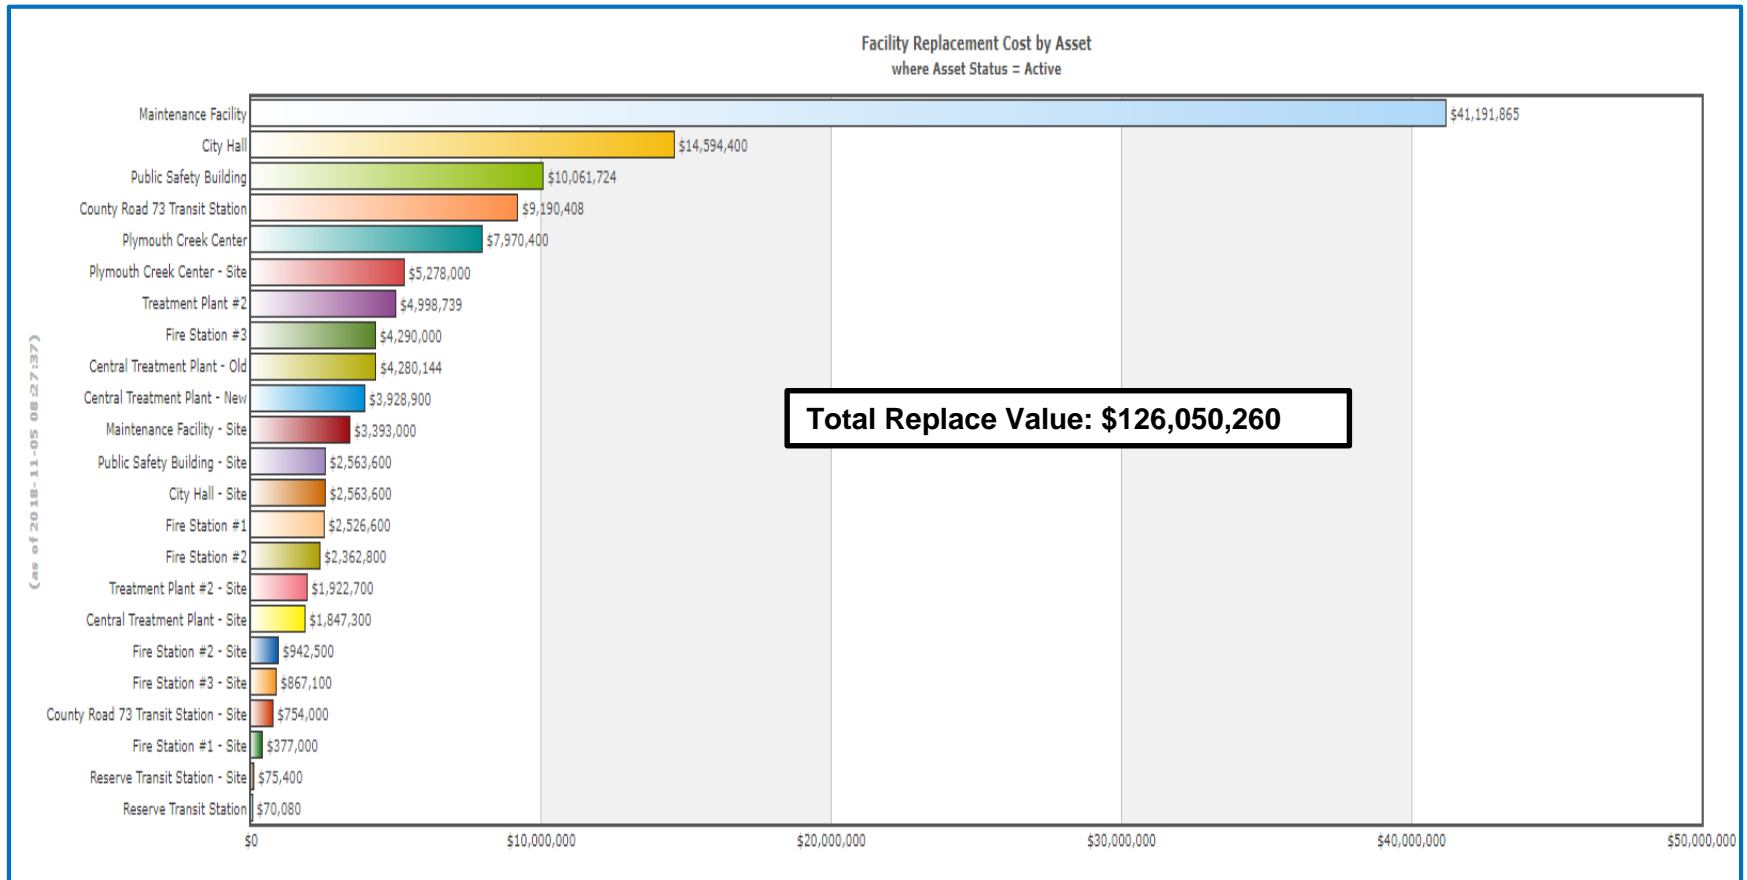 Facility Replacement Cost by Asset
where Asset Status = Active
Maintenance Facility $41,191,865
City Hall $14,594,400
Public Safety Building $10,061,724
County Road 73 Transit Station $9,190,408
Plymouth Creek Center $7,970,400
Plymouth Creek Center - Site $5,278,000
Treatment Plant #2 $4,998,739
Fire Station #3 $4,290,000
Central Treatment Plant - Old $4,280,144
Central Treatment Plant - New $3,928,900
Maintenance Facility - Site $3,393,000
Public Safety Building - Site $2,563,600
City Hall - Site $2,563,600
Fire Station #1 $2,526,600
Fire Station #2 $2,362,800
Treatment Plant #2 - Site $1,922,700
Central Treatment Plant - Site $1,847,300
Fire Station #2 - Site $942,500
Fire Station #3 - Site $867,100
County Road 73 Transit Station - Site $754,000
Fire Station #1 - Site $377,000
Reserve Transit Station - Site $75,400
Reserve Transit Station $70,080
Total Replace Value: $126,050,260
$0 $10,000,000 $20,000,000 $30,000,000 $40,000,000 $50,000,000
(as of 2018-11-05 08:27:37)